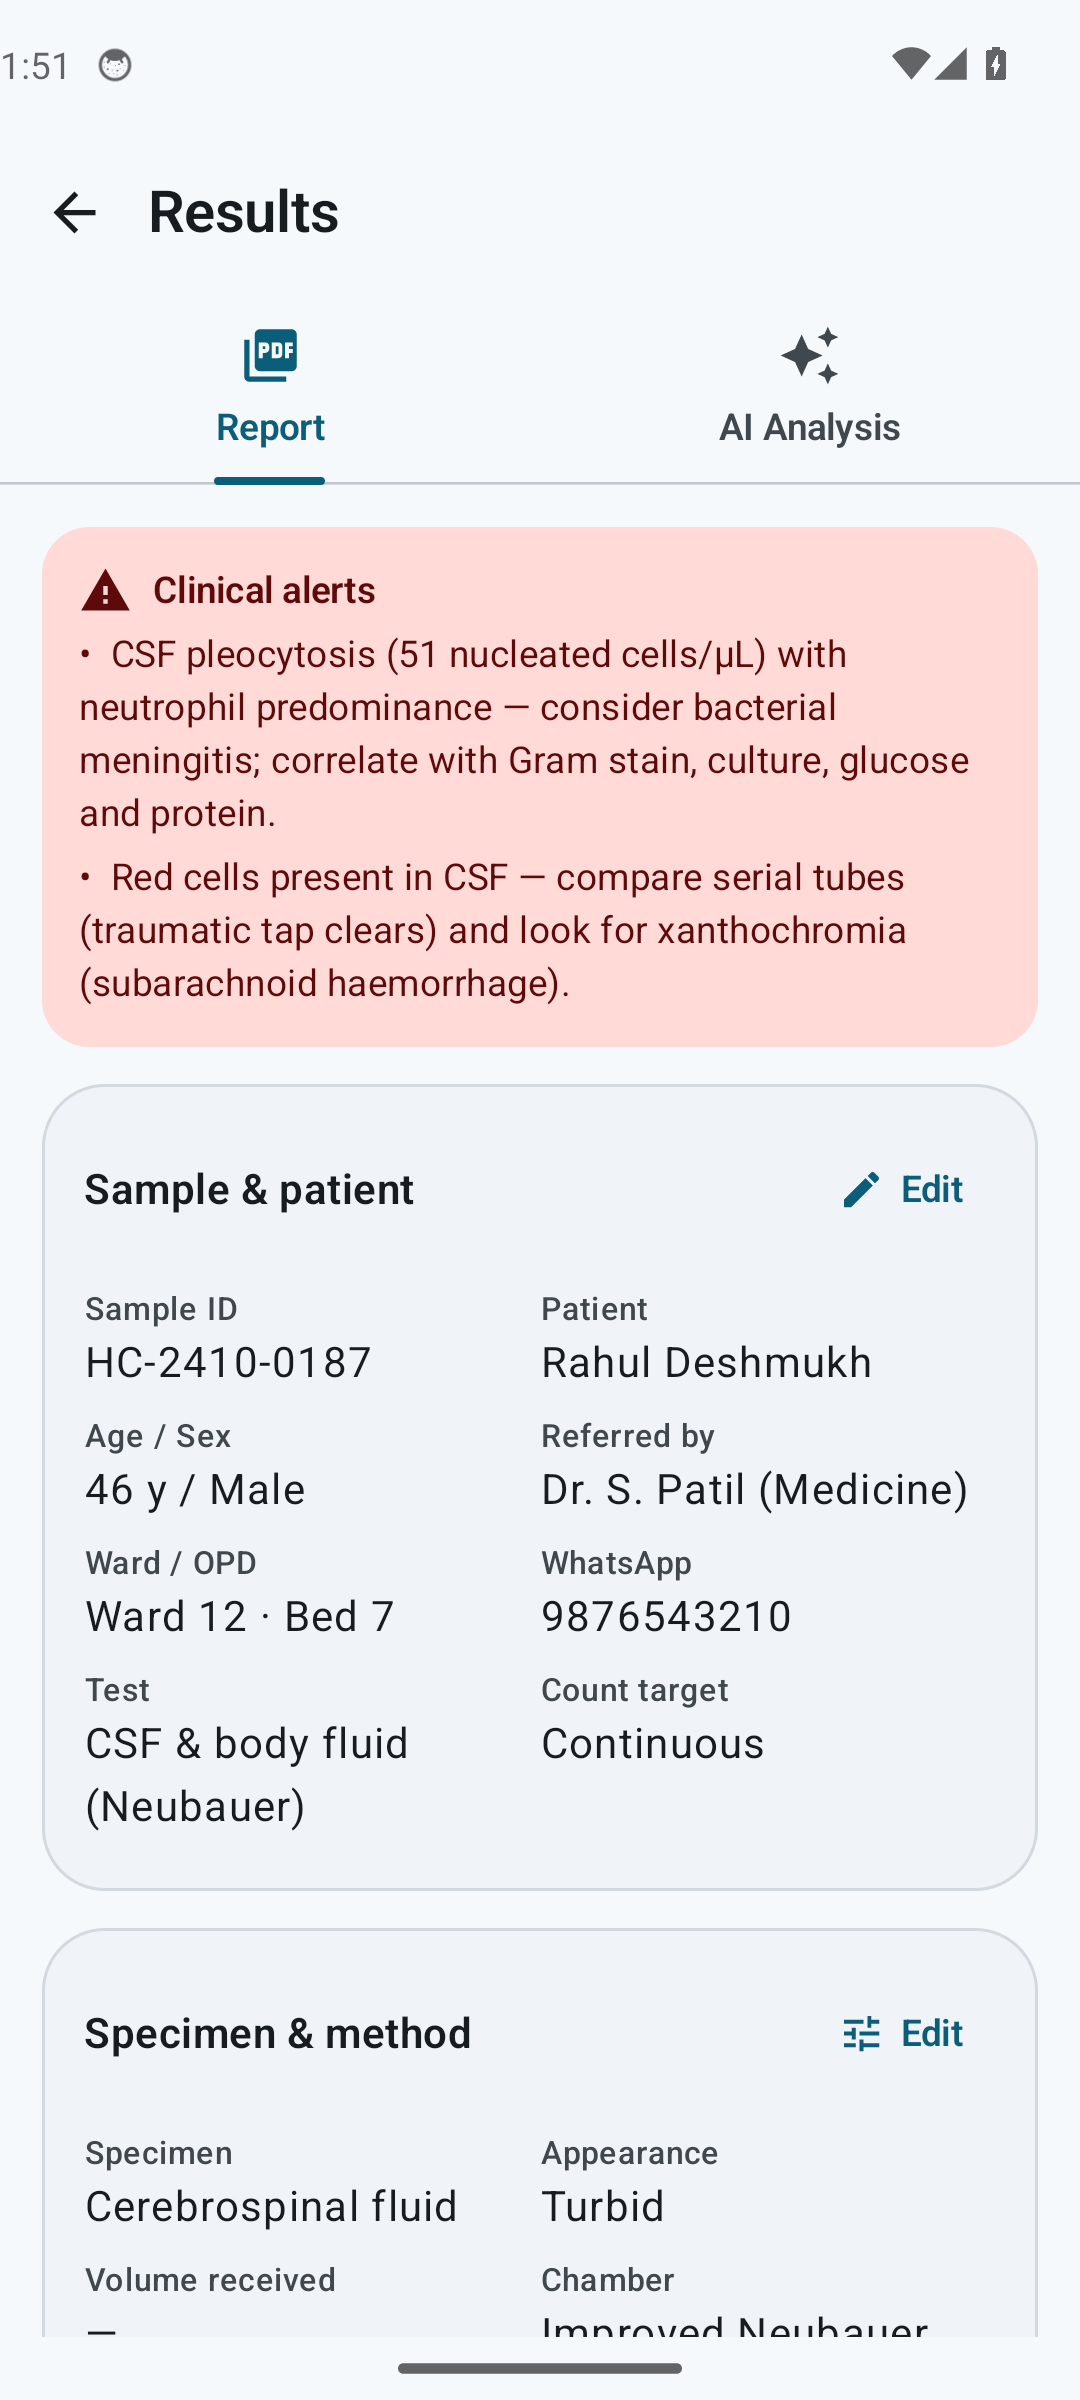 1:51
Results
PDF
Report
AI Analysis
Clinical alerts
• CSF pleocytosis (51 nucleated cells/µL) with
neutrophil predominance — consider bacterial
meningitis; correlate with Gram stain, culture, glucose
and protein.
• Red cells present in CSF — compare serial tubes
(traumatic tap clears) and look for xanthochromia
(subarachnoid haemorrhage).
Sample & patient
Edit
Sample ID
HC-2410-0187
Patient
Rahul Deshmukh
Age / Sex
46 y / Male
Referred by
Dr. S. Patil (Medicine)
Ward / OPD
Ward 12 · Bed 7
WhatsApp
9876543210
Test
CSF & body fluid
(Neubauer)
Count target
Continuous
Specimen & method
Edit
Specimen
Cerebrospinal fluid
Appearance
Turbid
Volume received
—
Chamber
Improved Neubauer